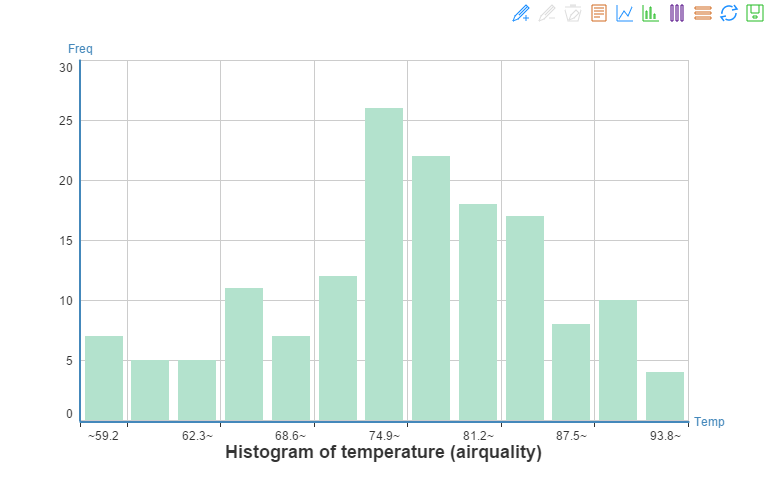 Freq
30
25
20
15
10
5
0
~59.2 62.3~ 68.6~ 74.9~ 81.2~ 87.5~ 93.8~
Temp
Histogram of temperature (airquality)